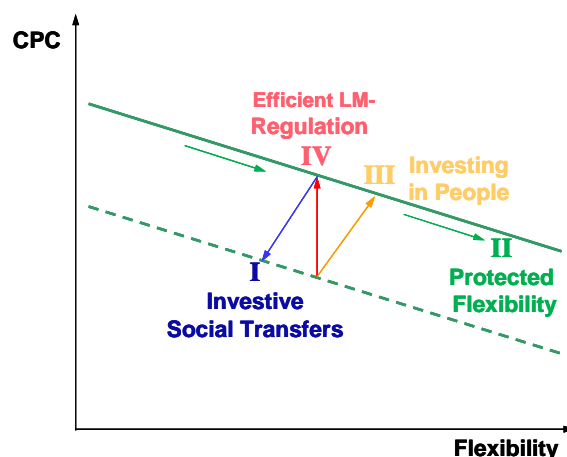 CPC
Efficient LM-
Regulation
IV
III
Investing
in People
II
Protected
Flexibility
I
Investive
Social Transfers
Flexibility